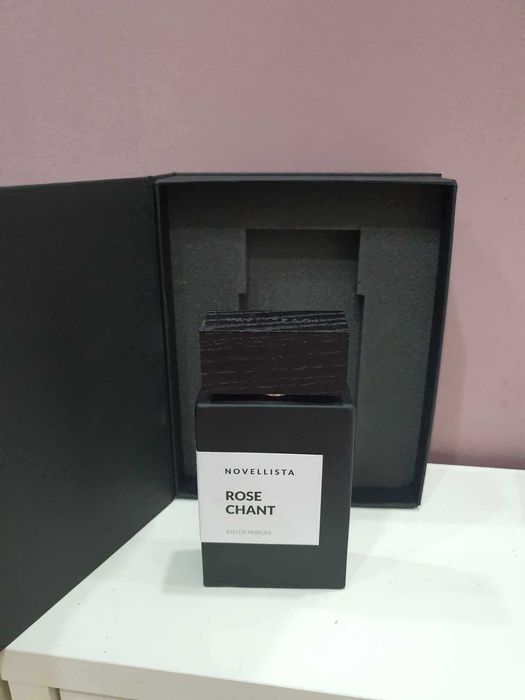 NOVELLISTA
ROSE
CHANT
EAU DE PARFUM